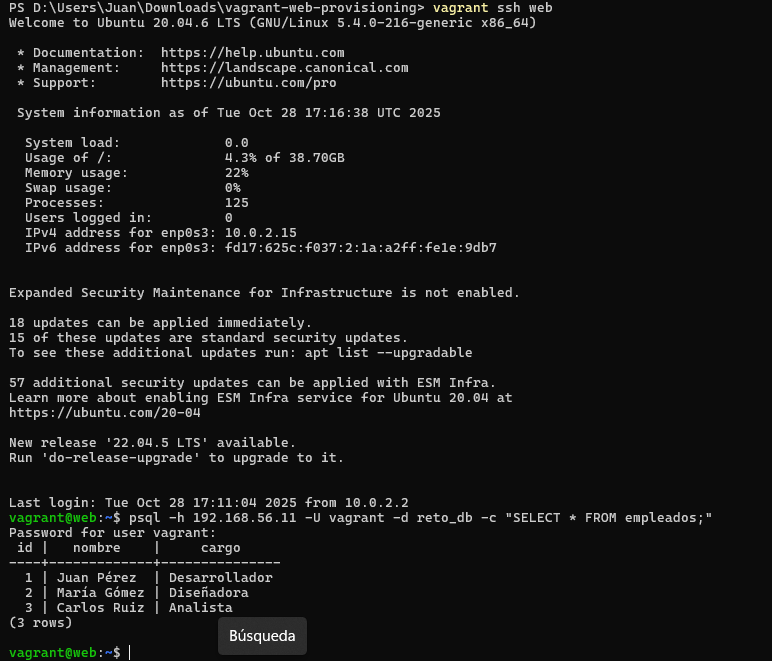 PS D:\Users\Juan\Downloads\vagrant-web-provisioning> vagrant ssh web
Welcome to Ubuntu 20.04.6 LTS (GNU/Linux 5.4.0-216-generic x86_64)
* Documentation:  https://help.ubuntu.com
* Management:     https://landscape.canonical.com
* Support:        https://ubuntu.com/pro
System information as of Tue Oct 28 17:16:38 UTC 2025
System load:             0.0
Usage of /:              4.3% of 38.70GB
Memory usage:            22%
Swap usage:              0%
Processes:               125
Users logged in:         0
IPv4 address for enp0s3: 10.0.2.15
IPv6 address for enp0s3: fd17:625c:f037:2:1a:a2ff:fe1e:9db7
Expanded Security Maintenance for Infrastructure is not enabled.
18 updates can be applied immediately.
15 of these updates are standard security updates.
To see these additional updates run: apt list --upgradable
57 additional security updates can be applied with ESM Infra.
Learn more about enabling ESM Infra service for Ubuntu 20.04 at
https://ubuntu.com/20-04
New release '22.04.5 LTS' available.
Run 'do-release-upgrade' to upgrade to it.
Last login: Tue Oct 28 17:11:04 2025 from 10.0.2.2
vagrant@web:~$ psql -h 192.168.56.11 -U vagrant -d reto_db -c "SELECT * FROM empleados;"
Password for user vagrant:
 id |   nombre    |     cargo
----+-------------+---------------
  1 | Juan Pérez  | Desarrollador
  2 | María Gómez | Diseñadora
  3 | Carlos Ruiz | Analista
(3 rows)
Búsqueda
vagrant@web:~$